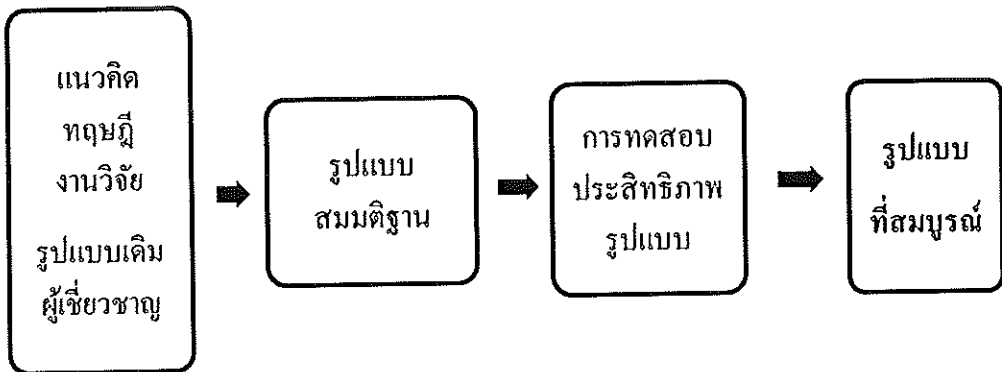 แนวคิด
ทฤษฎี
งานวิจัย
รูปแบบเดิม
ผู้เชี่ยวชาญ
รูปแบบ
สมมติฐาน
การทดสอบ
ประสิทธิภาพ
รูปแบบ
รูปแบบ
ที่สมบูรณ์